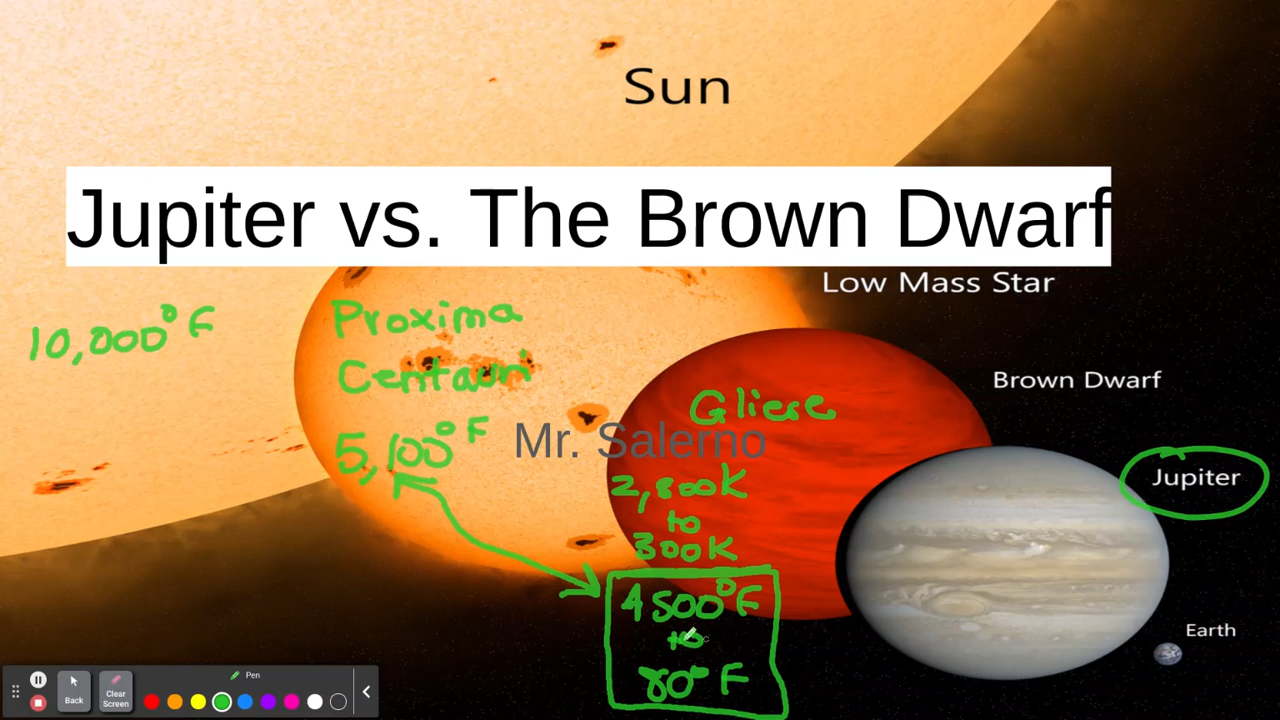 Sun
Jupiter vs. The Brown Dwarf
Low Mass Star
10,000° F
Proxima
Centauri
5,100° F
Brown Dwarf
Gliese
Mr. Salerno
2,800K
to
300K
Jupiter
4500°F
to
80° F
Earth
Pen
Back
Clear
Screen